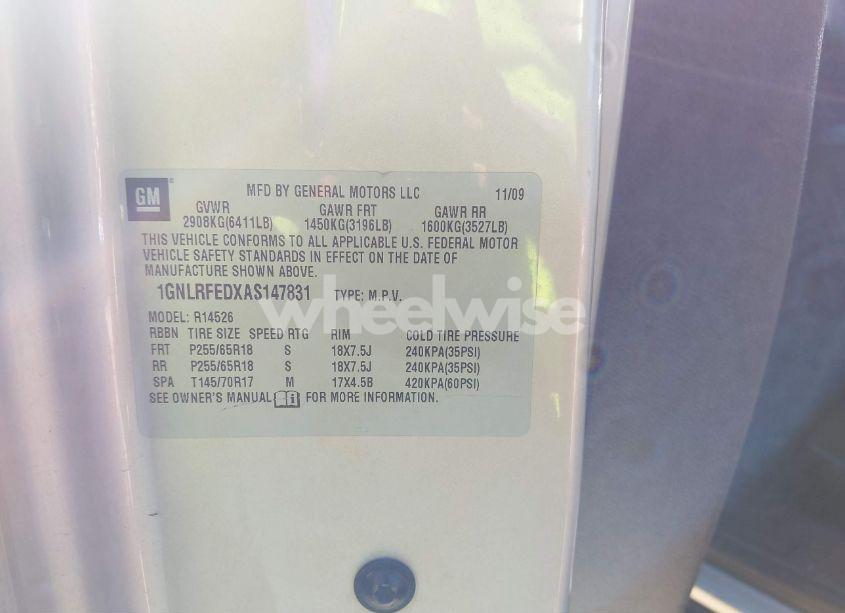 GM
MFD BY GENERAL MOTORS LLC 11/09
GVWR GAWR FRT GAWR RR
2908KG(6411LB) 1450KG(3196LB) 1600KG(3527LB)
THIS VEHICLE CONFORMS TO ALL APPLICABLE U.S. FEDERAL MOTOR
VEHICLE SAFETY STANDARDS IN EFFECT ON THE DATE OF
MANUFACTURE SHOWN ABOVE.
1GNLRFEDXAS147831 TYPE: M.P.V.
wheelwise
MODEL: R14526
RBBN TIRE SIZE SPEED RTG RIM COLD TIRE PRESSURE
FRT P255/65R18 S 18X7.5J 240KPA(35PSI)
RR P255/65R18 S 18X7.5J 240KPA(35PSI)
SPA T145/70R17 M 17X4.5B 420KPA(60PSI)
SEE OWNER'S MANUAL i FOR MORE INFORMATION.